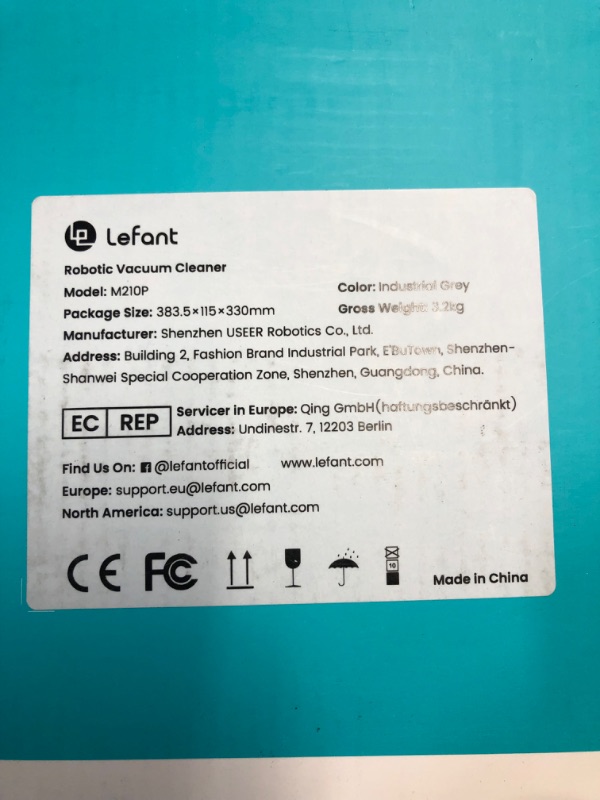 Lefant
Robotic Vacuum Cleaner
Model: M210P
Color: Industrial Grey
Package Size: 383.5×115×330mm
Gross Weight: 3.2kg
Manufacturer: Shenzhen USEER Robotics Co., Ltd.
Address: Building 2, Fashion Brand Industrial Park, E'BuTown, Shenzhen-
Shanwei Special Cooperation Zone, Shenzhen, Guangdong, China.
EC REP
Servicer in Europe: Qing GmbH(haftungsbeschränkt)
Address: Undinestr. 7, 12203 Berlin
Find Us On: @lefantofficial www.lefant.com
Europe: support.eu@lefant.com
North America: support.us@lefant.com
CE FC 10 Made in China